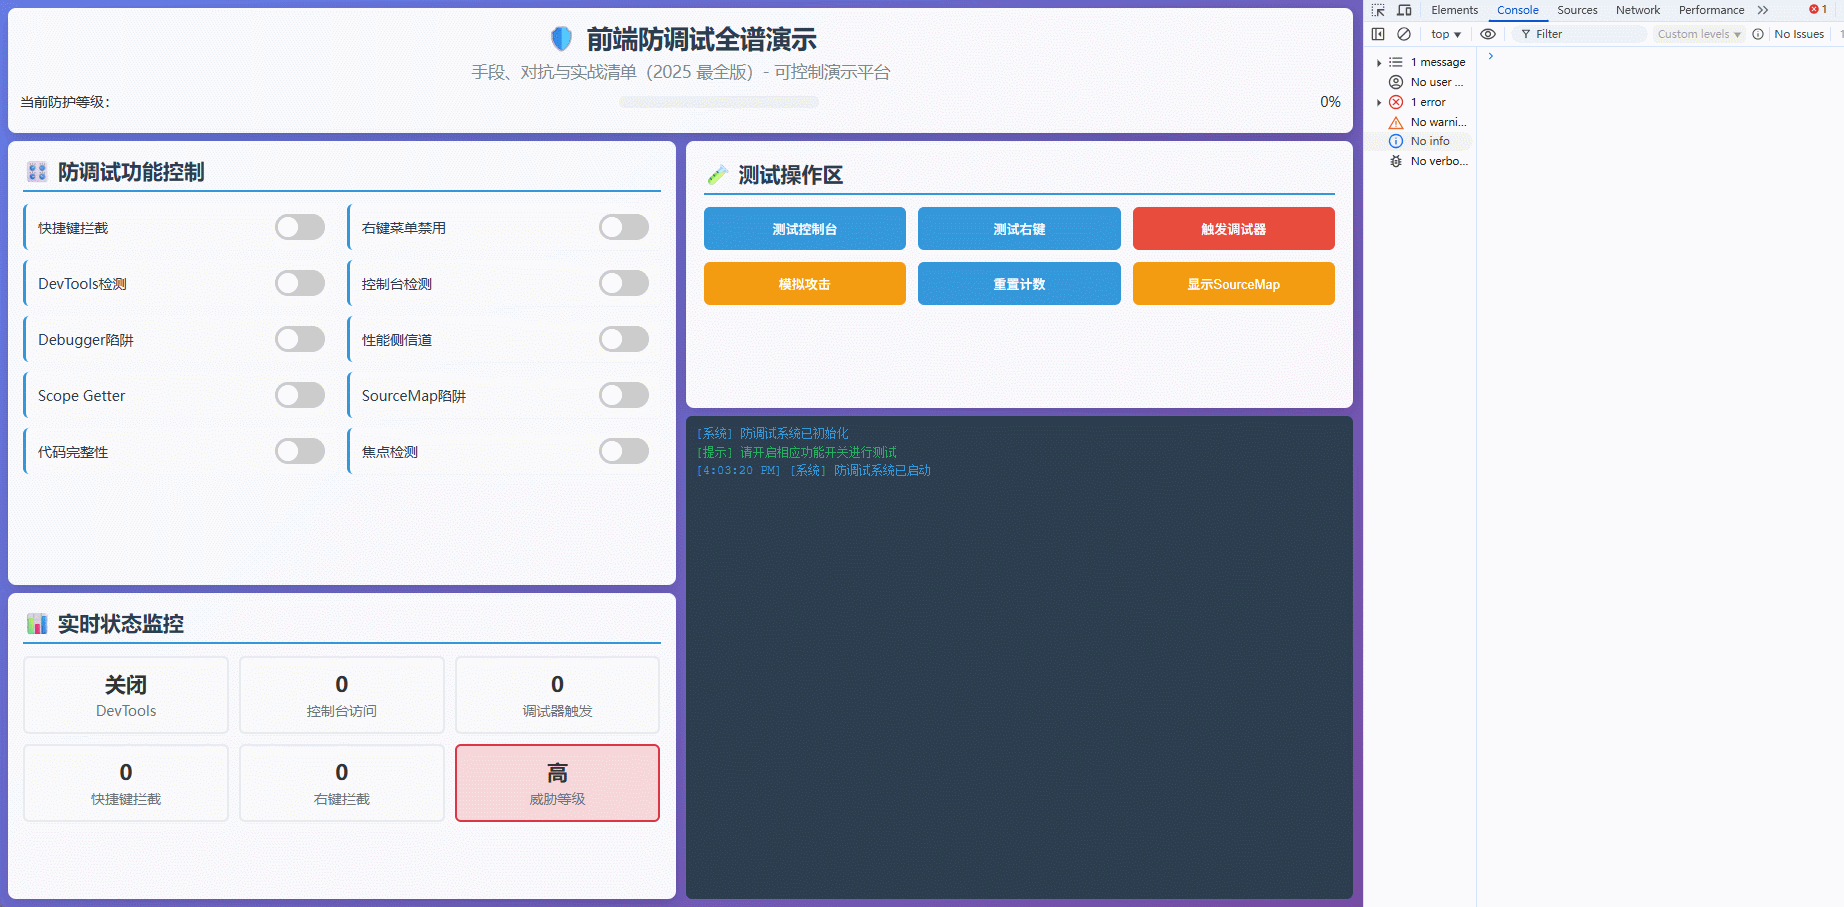 前端防调试全谱演示
手段、对抗与实战清单（2025 最全版）- 可控制演示平台
当前防护等级：
0%
防调试功能控制
快捷键拦截
右键菜单禁用
DevTools检测
控制台检测
Debugger陷阱
性能侧信道
Scope Getter
SourceMap陷阱
代码完整性
焦点检测
实时状态监控
关闭
DevTools
0
控制台访问
0
调试器触发
0
快捷键拦截
0
右键拦截
高
威胁等级
测试操作区
测试控制台
测试右键
触发调试器
模拟攻击
重置计数
显示SourceMap
[系统] 防调试系统已初始化
[提示] 请开启相应功能开关进行测试
[4:03:20 PM] [系统] 防调试系统已启动
Elements
Console
Sources
Network
Performance
1
top
Filter
Custom levels
No Issues
1
1 message
No user ...
1 error
No warni...
No info
No verbo...